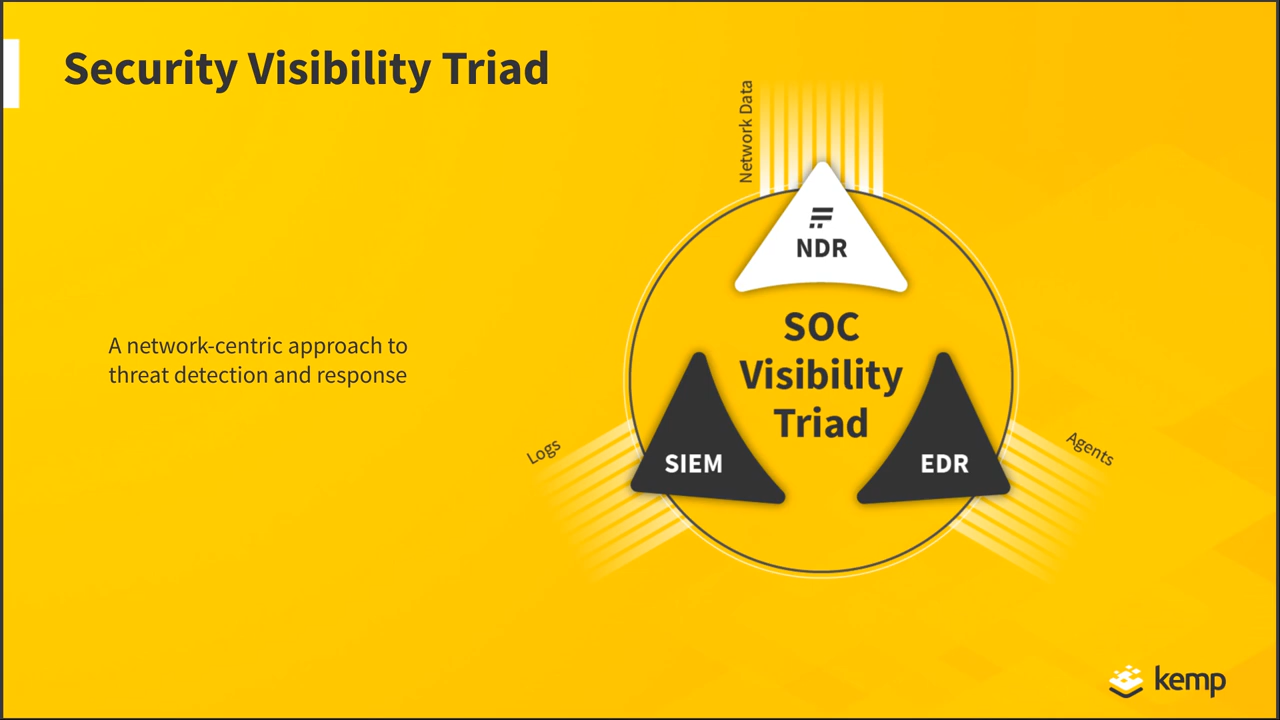 Security Visibility Triad
A network-centric approach to
threat detection and response
Network Data
NDR
SOC
Visibility
Triad
SIEM
EDR
Logs
Agents
kemp